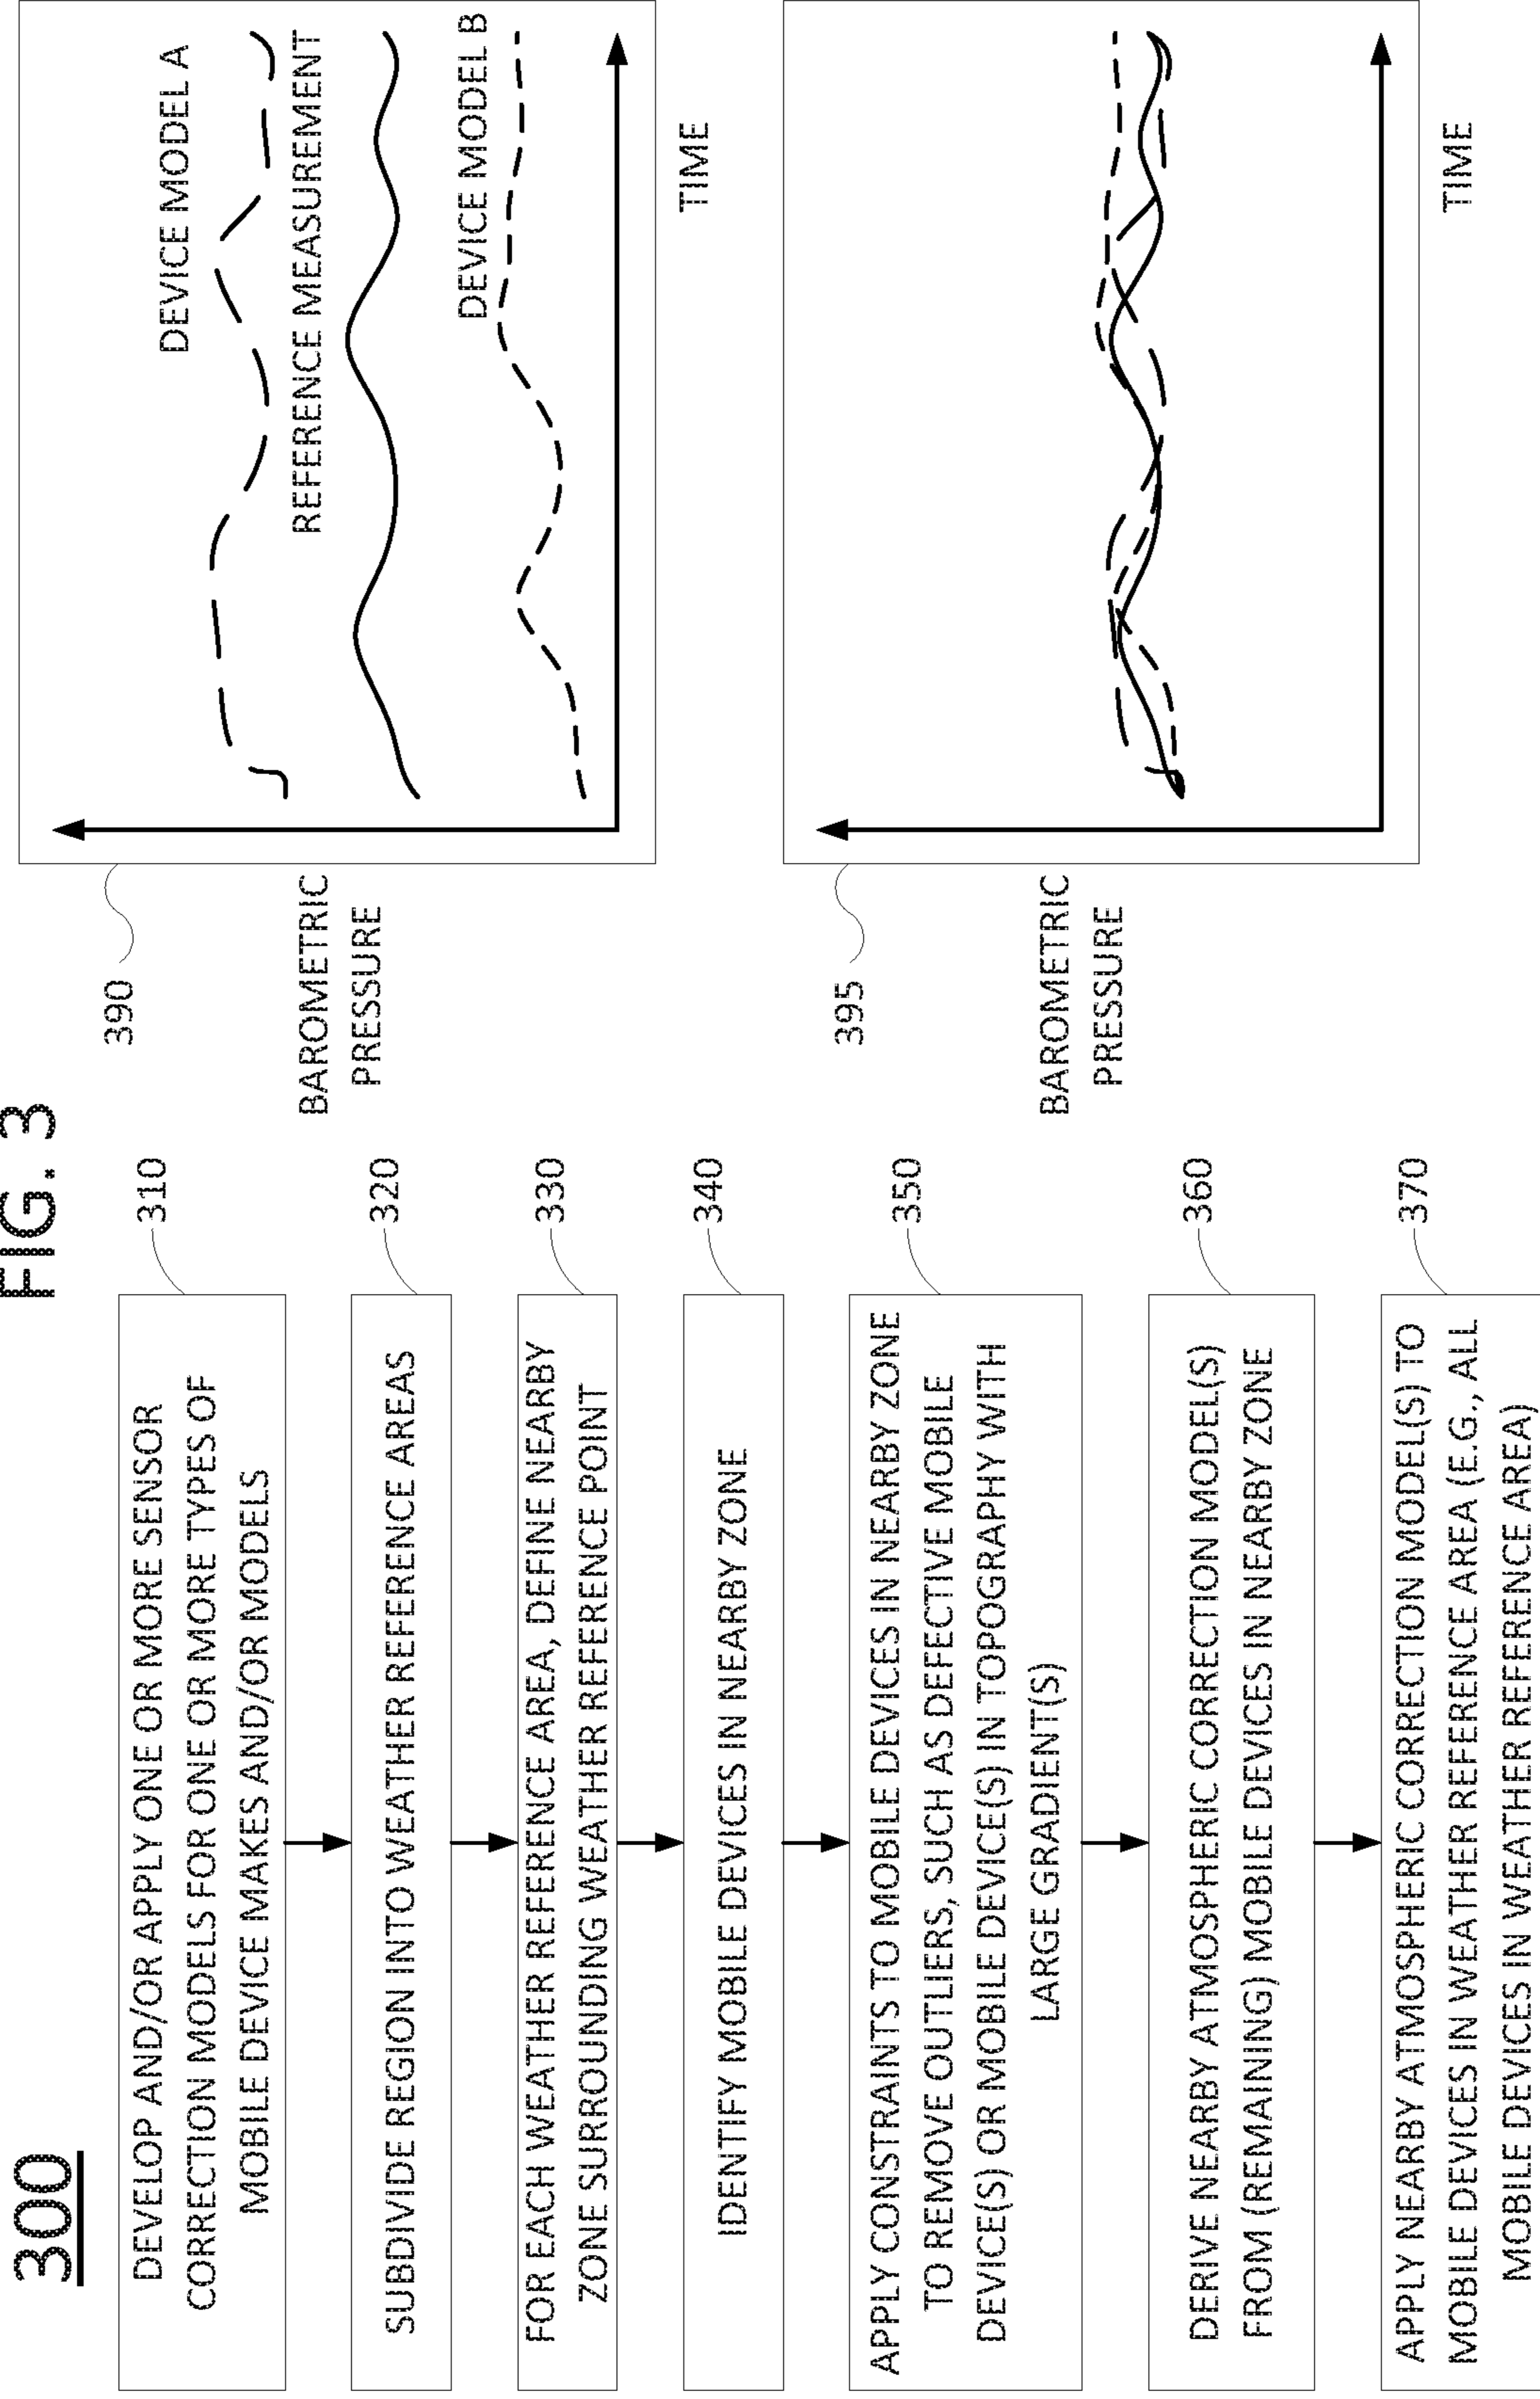 300
FIG. 3
DEVELOP AND/OR APPLY ONE OR MORE SENSOR
CORRECTION MODELS FOR ONE OR MORE TYPES OF
MOBILE DEVICE MAKES AND/OR MODELS
310
SUBDIVIDE REGION INTO WEATHER REFERENCE AREAS
320
FOR EACH WEATHER REFERENCE AREA, DEFINE NEARBY
ZONE SURROUNDING WEATHER REFERENCE POINT
330
IDENTIFY MOBILE DEVICES IN NEARBY ZONE
340
APPLY CONSTRAINTS TO MOBILE DEVICES IN NEARBY ZONE
TO REMOVE OUTLIERS, SUCH AS DEFECTIVE MOBILE
DEVICE(S) OR MOBILE DEVICE(S) IN TOPOGRAPHY WITH
LARGE GRADIENT(S)
350
DERIVE NEARBY ATMOSPHERIC CORRECTION MODEL(S)
FROM (REMAINING) MOBILE DEVICES IN NEARBY ZONE
360
APPLY NEARBY ATMOSPHERIC CORRECTION MODEL(S) TO
MOBILE DEVICES IN WEATHER REFERENCE AREA (E.G., ALL
MOBILE DEVICES IN WEATHER REFERENCE AREA)
370
390
BAROMETRIC
PRESSURE
DEVICE MODEL A
REFERENCE MEASUREMENT
DEVICE MODEL B
TIME
395
BAROMETRIC
PRESSURE
TIME